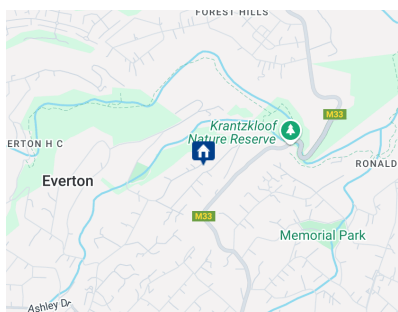 FOREST HILLS
M33
Krantzkloof
Nature Reserve
ERTON H C
RONALD
Everton
M33
Memorial Park
Ashley Dr